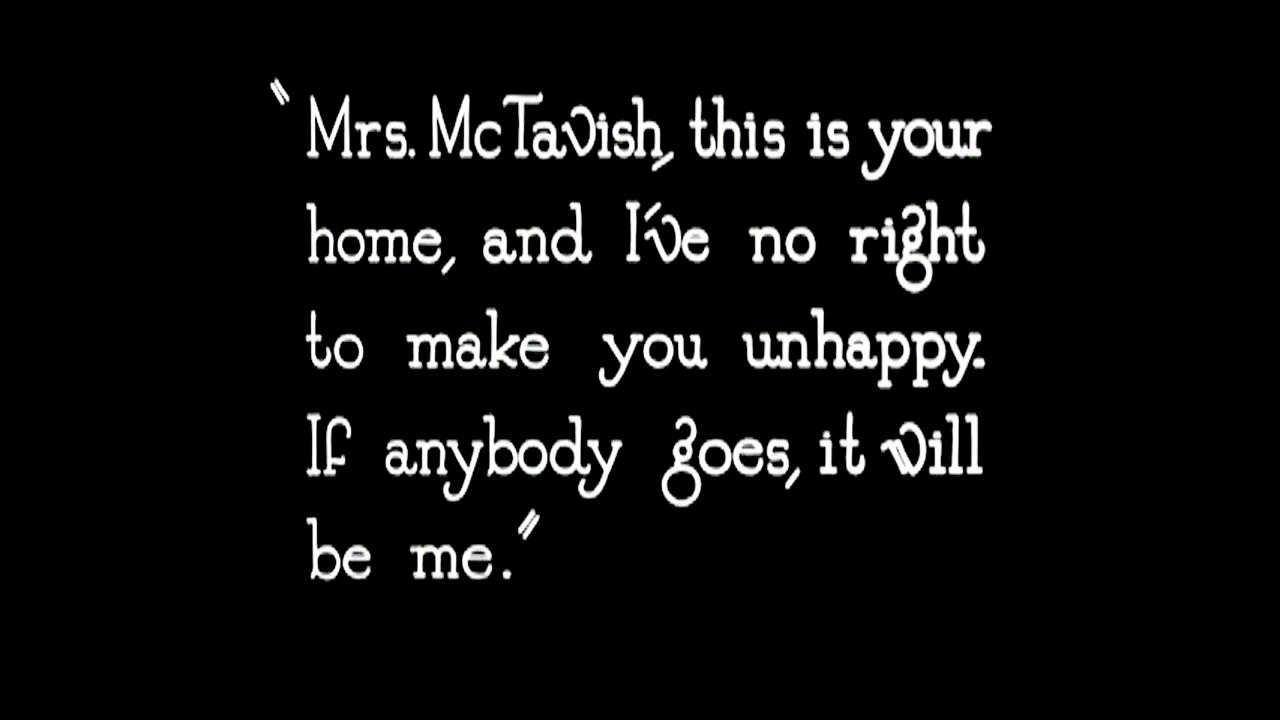 "Mrs. McTavish, this is your
home, and I've no right
to make you unhappy.
If anybody goes, it will
be me."